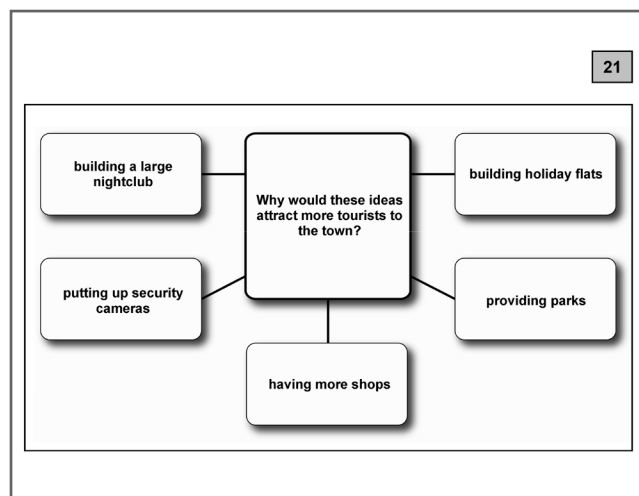 21
building a large
nightclub
Why would these ideas
attract more tourists to
the town?
building holiday flats
putting up security
cameras
providing parks
having more shops